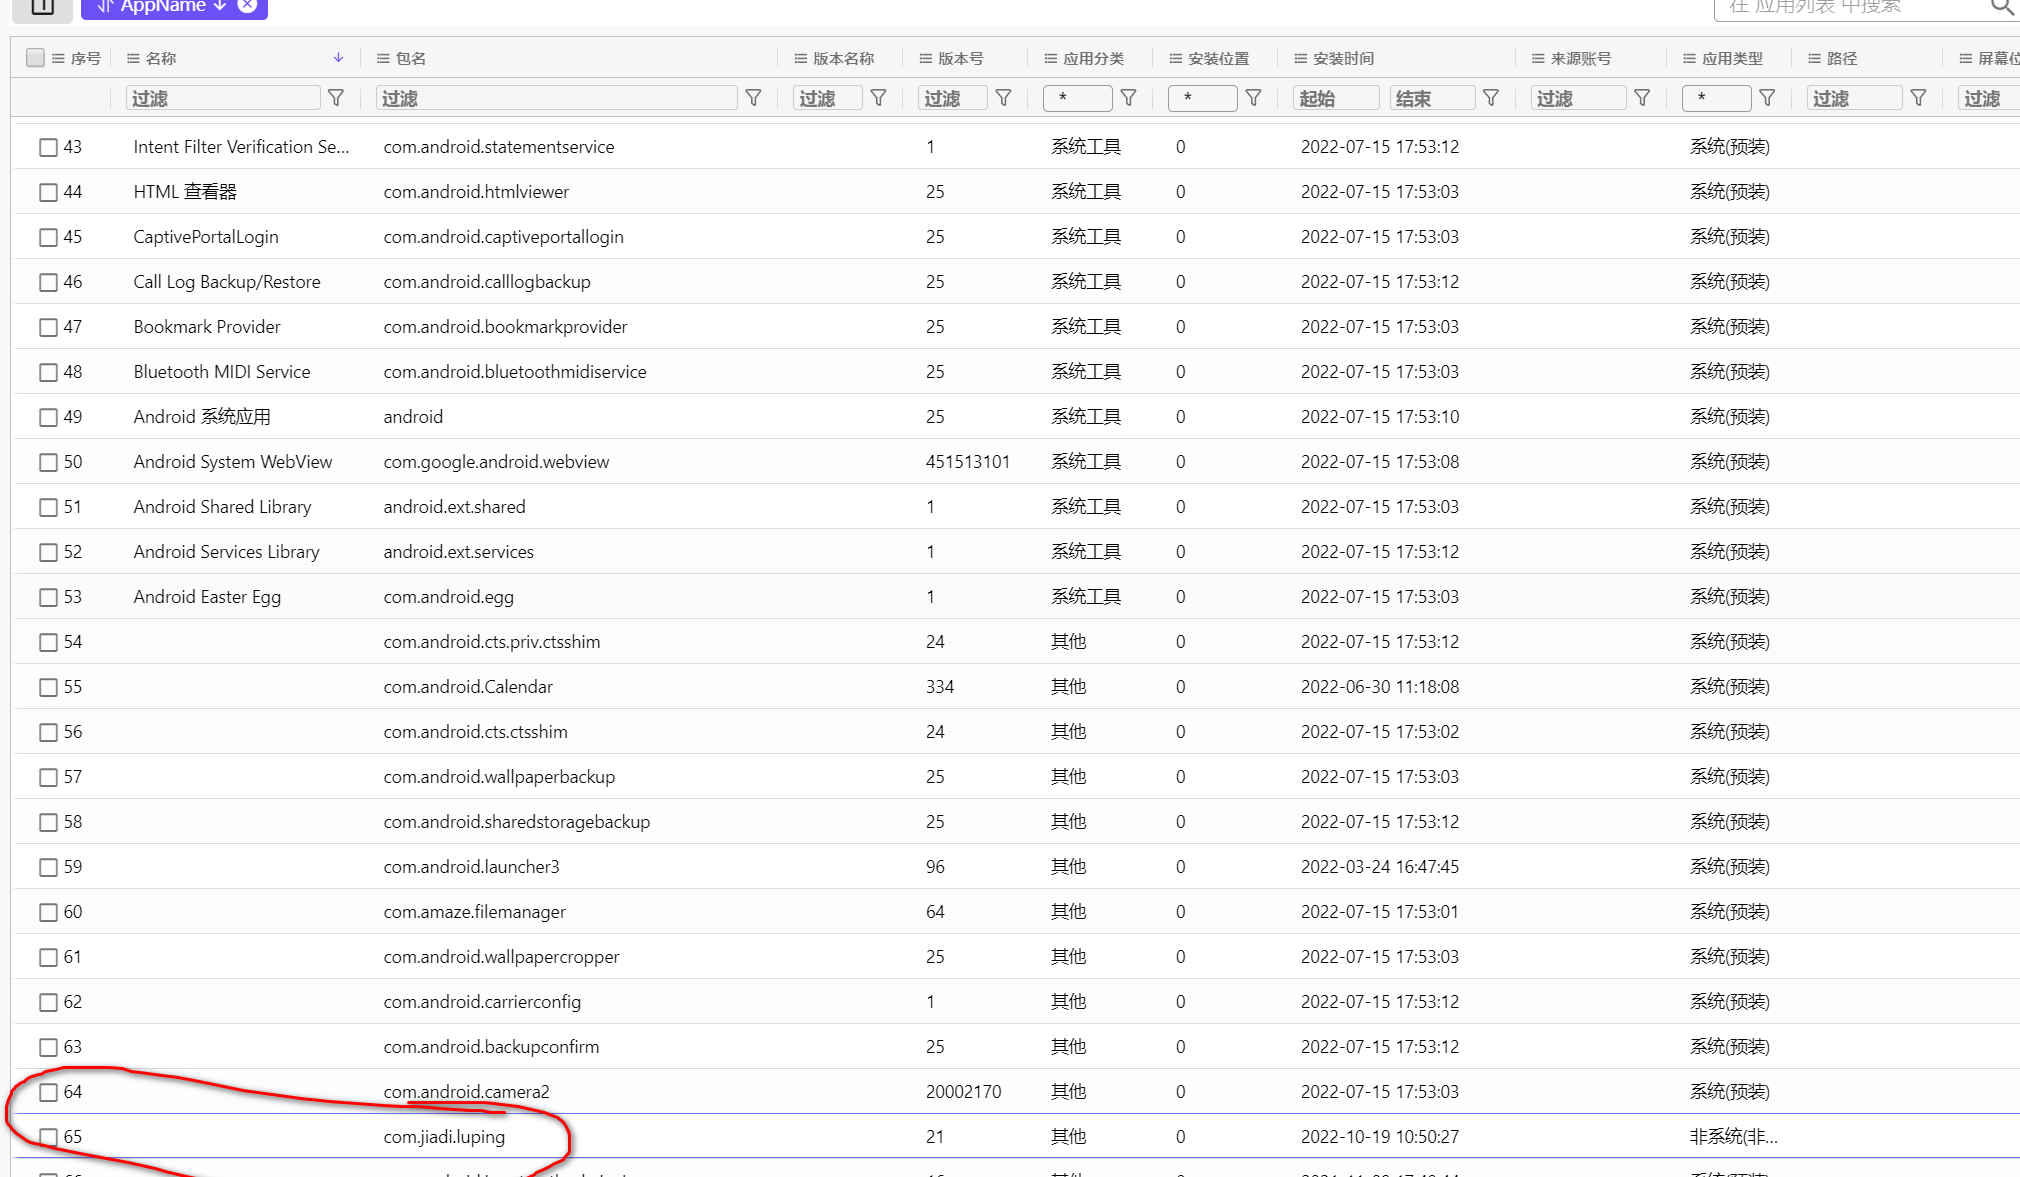 AppName
在 应用列表 中搜索
序号 名称 包名 版本名称 版本号 应用分类 安装位置 安装时间 来源账号 应用类型 路径
过滤 过滤 过滤 过滤 * * 起始 结束 过滤 * 过滤 过滤
43 Intent Filter Verification Se... com.android.statementservice 1 系统工具 0 2022-07-15 17:53:12 系统(预装)
44 HTML 查看器 com.android.htmlviewer 25 系统工具 0 2022-07-15 17:53:03 系统(预装)
45 CaptivePortalLogin com.android.captiveportallogin 25 系统工具 0 2022-07-15 17:53:03 系统(预装)
46 Call Log Backup/Restore com.android.calllogbackup 25 系统工具 0 2022-07-15 17:53:12 系统(预装)
47 Bookmark Provider com.android.bookmarkprovider 25 系统工具 0 2022-07-15 17:53:03 系统(预装)
48 Bluetooth MIDI Service com.android.bluetoothmidiservice 25 系统工具 0 2022-07-15 17:53:03 系统(预装)
49 Android 系统应用 android 25 系统工具 0 2022-07-15 17:53:10 系统(预装)
50 Android System WebView com.google.android.webview 451513101 系统工具 0 2022-07-15 17:53:08 系统(预装)
51 Android Shared Library android.ext.shared 1 系统工具 0 2022-07-15 17:53:03 系统(预装)
52 Android Services Library android.ext.services 1 系统工具 0 2022-07-15 17:53:12 系统(预装)
53 Android Easter Egg com.android.egg 1 系统工具 0 2022-07-15 17:53:03 系统(预装)
54 com.android.cts.priv.ctsshim 24 其他 0 2022-07-15 17:53:12 系统(预装)
55 com.android.Calendar 334 其他 0 2022-06-30 11:18:08 系统(预装)
56 com.android.cts.ctsshim 24 其他 0 2022-07-15 17:53:02 系统(预装)
57 com.android.wallpaperbackup 25 其他 0 2022-07-15 17:53:03 系统(预装)
58 com.android.sharedstoragebackup 25 其他 0 2022-07-15 17:53:12 系统(预装)
59 com.android.launcher3 96 其他 0 2022-03-24 16:47:45 系统(预装)
60 com.amaze.filemanager 64 其他 0 2022-07-15 17:53:01 系统(预装)
61 com.android.wallpapercropper 25 其他 0 2022-07-15 17:53:03 系统(预装)
62 com.android.carrierconfig 1 其他 0 2022-07-15 17:53:12 系统(预装)
63 com.android.backupconfirm 25 其他 0 2022-07-15 17:53:12 系统(预装)
64 com.android.camera2 20002170 其他 0 2022-07-15 17:53:03 系统(预装)
65 com.jiadi.luping 21 其他 0 2022-10-19 10:50:27 非系统(非...